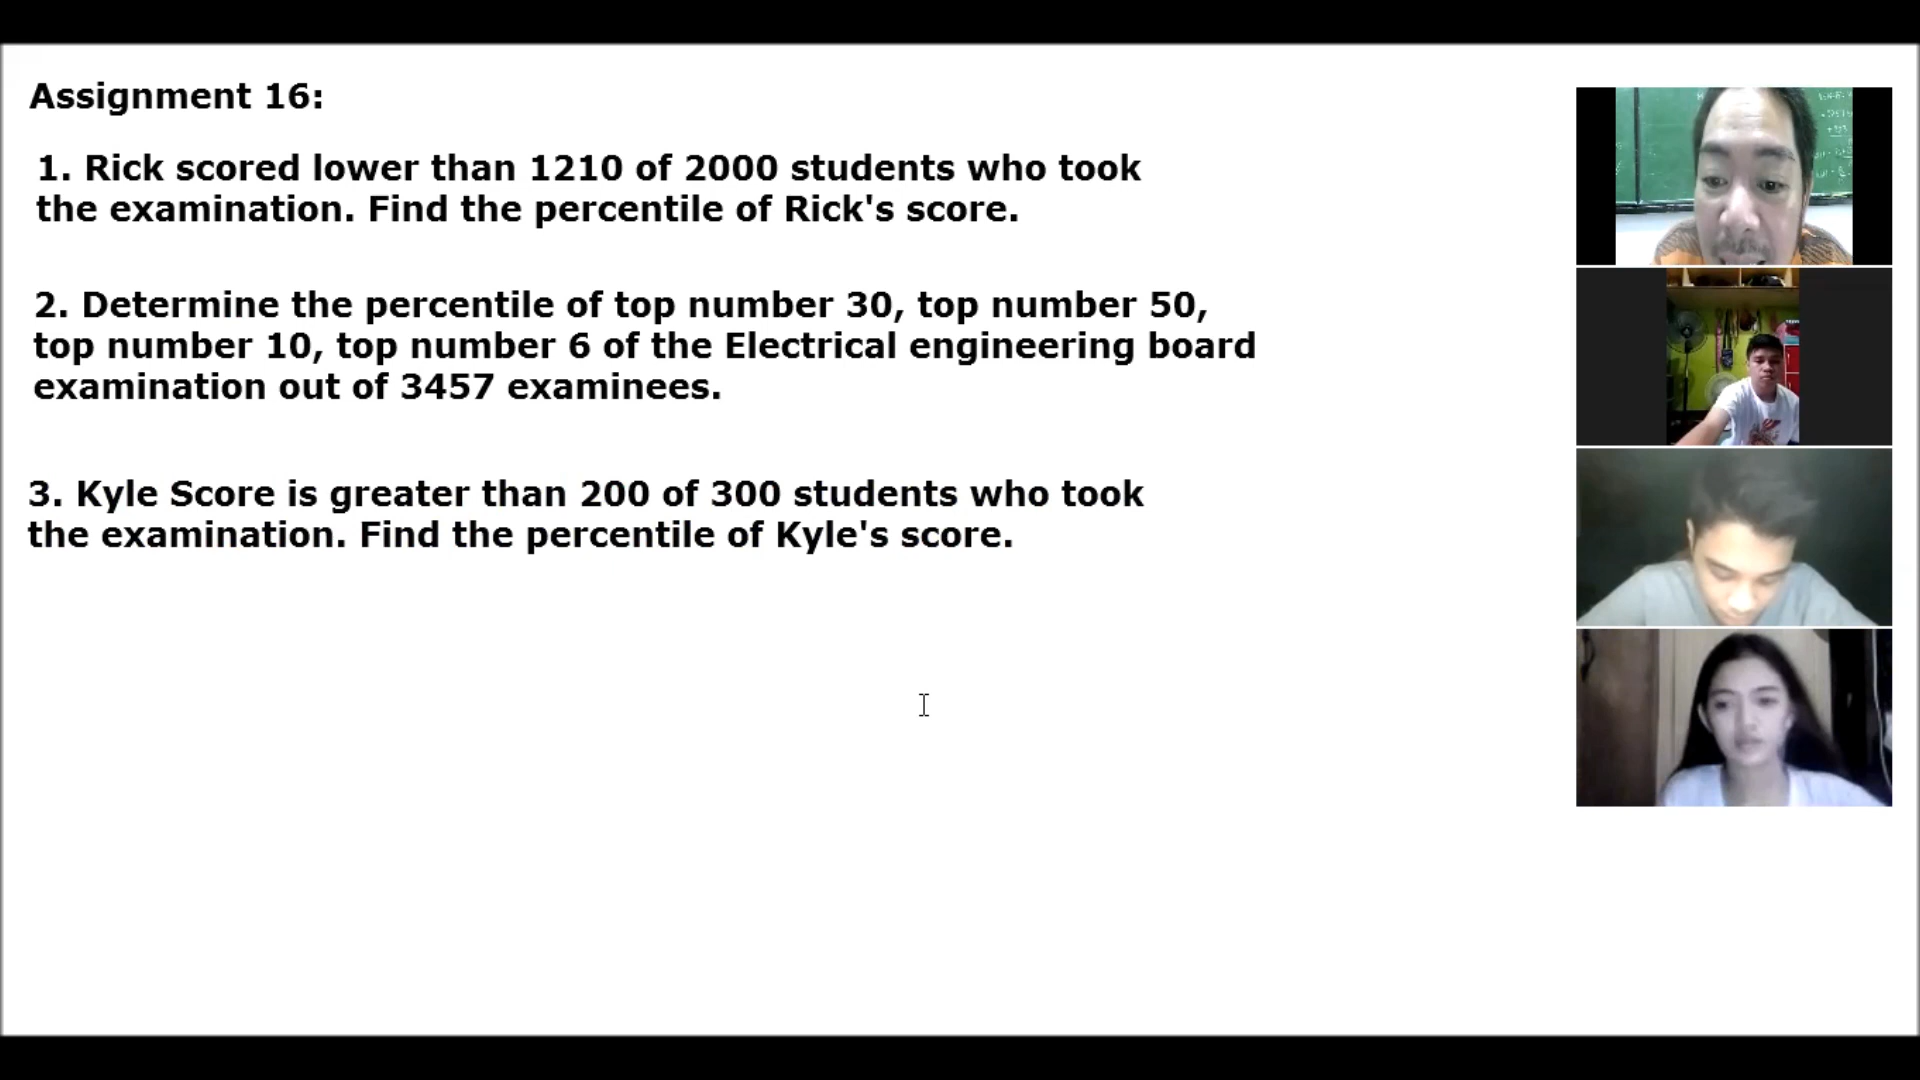 Assignment 16:
1. Rick scored lower than 1210 of 2000 students who took
the examination. Find the percentile of Rick's score.
2. Determine the percentile of top number 30, top number 50,
top number 10, top number 6 of the Electrical engineering board
examination out of 3457 examinees.
3. Kyle Score is greater than 200 of 300 students who took
the examination. Find the percentile of Kyle's score.